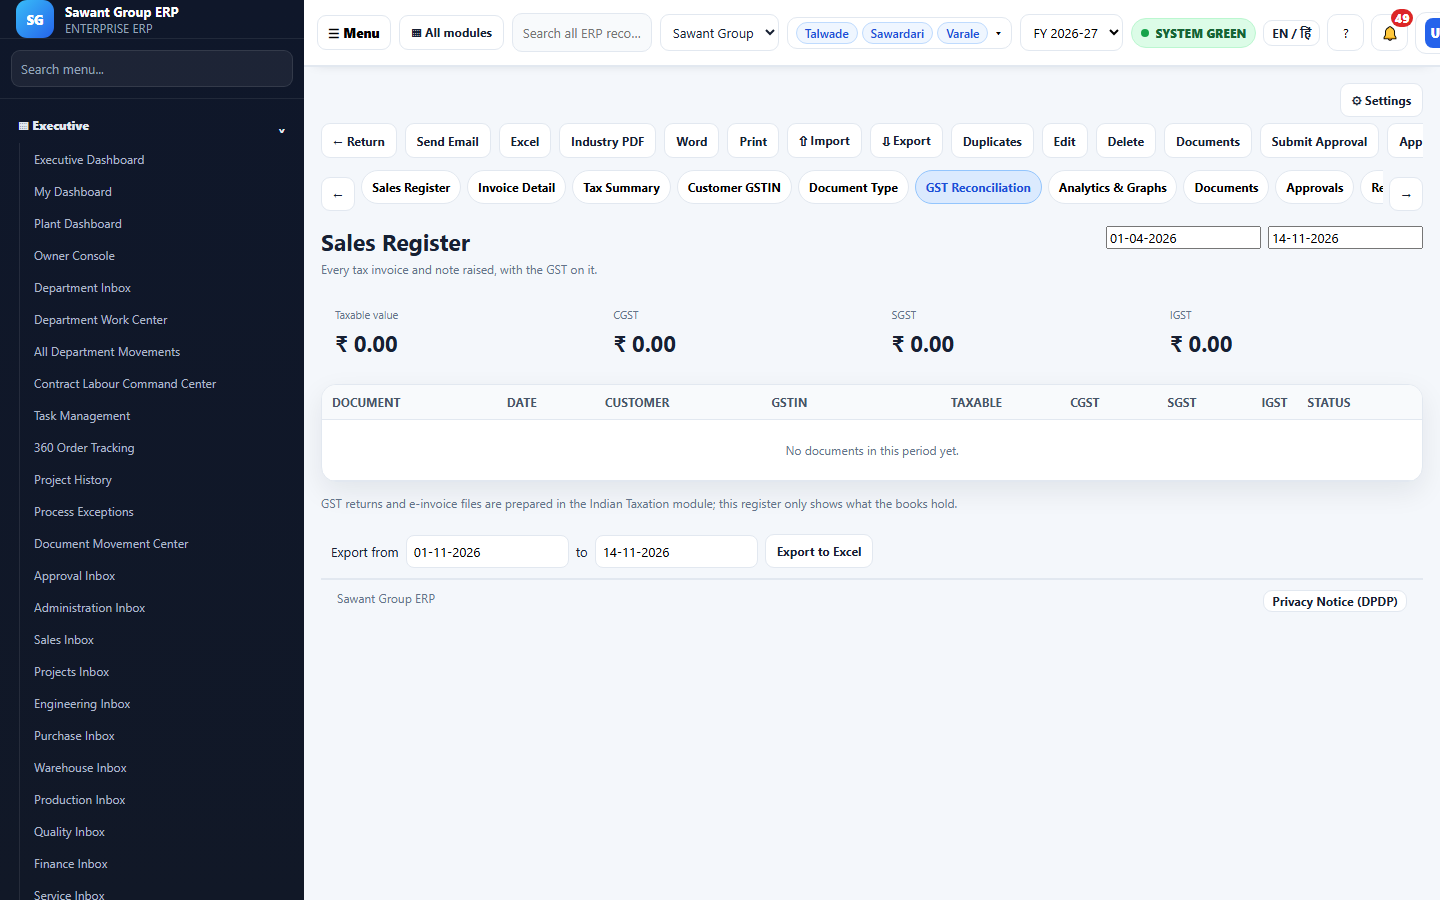 SG
Sawant Group ERP
ENTERPRISE ERP
Search menu...
Executive
Executive Dashboard
My Dashboard
Plant Dashboard
Owner Console
Department Inbox
Department Work Center
All Department Movements
Contract Labour Command Center
Task Management
360 Order Tracking
Project History
Process Exceptions
Document Movement Center
Approval Inbox
Administration Inbox
Sales Inbox
Projects Inbox
Engineering Inbox
Purchase Inbox
Warehouse Inbox
Production Inbox
Quality Inbox
Finance Inbox
Service Inbox
☰ Menu
All modules
Search all ERP reco...
Sawant Group
Talwade Sawardari Varale
FY 2026-27
SYSTEM GREEN
EN / हिं
?
49
U
⚙ Settings
← Return
Send Email
Excel
Industry PDF
Word
Print
⇧ Import
⇩ Export
Duplicates
Edit
Delete
Documents
Submit Approval
App
←
Sales Register
Invoice Detail
Tax Summary
Customer GSTIN
Document Type
GST Reconciliation
Analytics & Graphs
Documents
Approvals
Re
→
Sales Register
01-04-2026
14-11-2026
Every tax invoice and note raised, with the GST on it.
Taxable value
₹ 0.00
CGST
₹ 0.00
SGST
₹ 0.00
IGST
₹ 0.00
DOCUMENT DATE CUSTOMER GSTIN TAXABLE CGST SGST IGST STATUS
No documents in this period yet.
GST returns and e-invoice files are prepared in the Indian Taxation module; this register only shows what the books hold.
Export from 01-11-2026 to 14-11-2026 Export to Excel
Sawant Group ERP
Privacy Notice (DPDP)